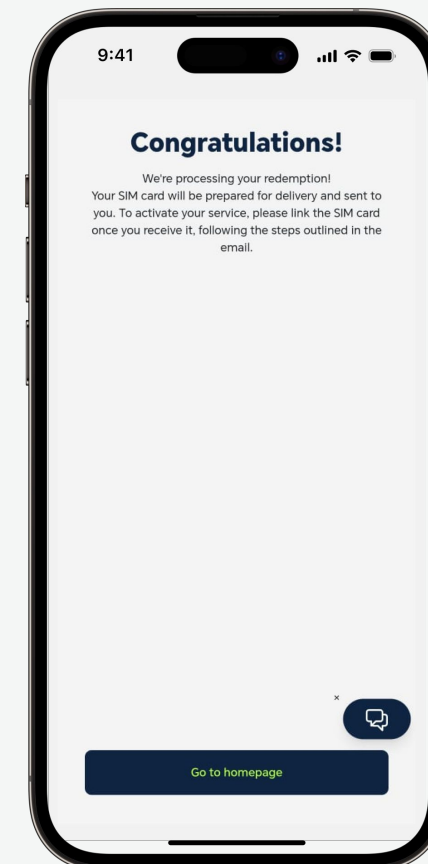 9:41
Congratulations!
We're processing your redemption!
Your SIM card will be prepared for delivery and sent to
you. To activate your service, please link the SIM card
once you receive it, following the steps outlined in the
email.
×
Go to homepage